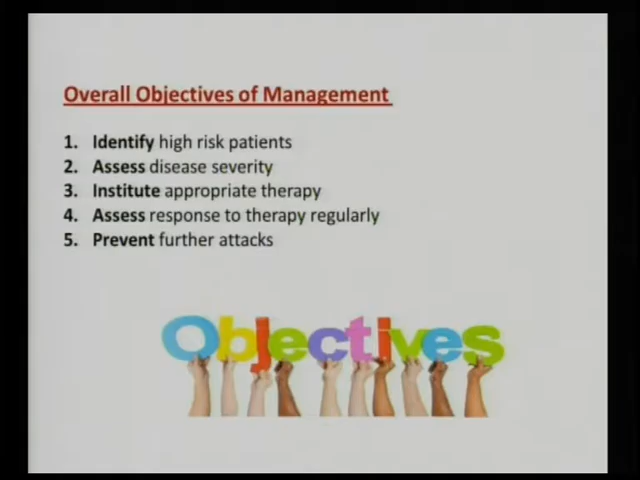 Overall Objectives of Management
1. Identify high risk patients
2. Assess disease severity
3. Institute appropriate therapy
4. Assess response to therapy regularly
5. Prevent further attacks
Objectives